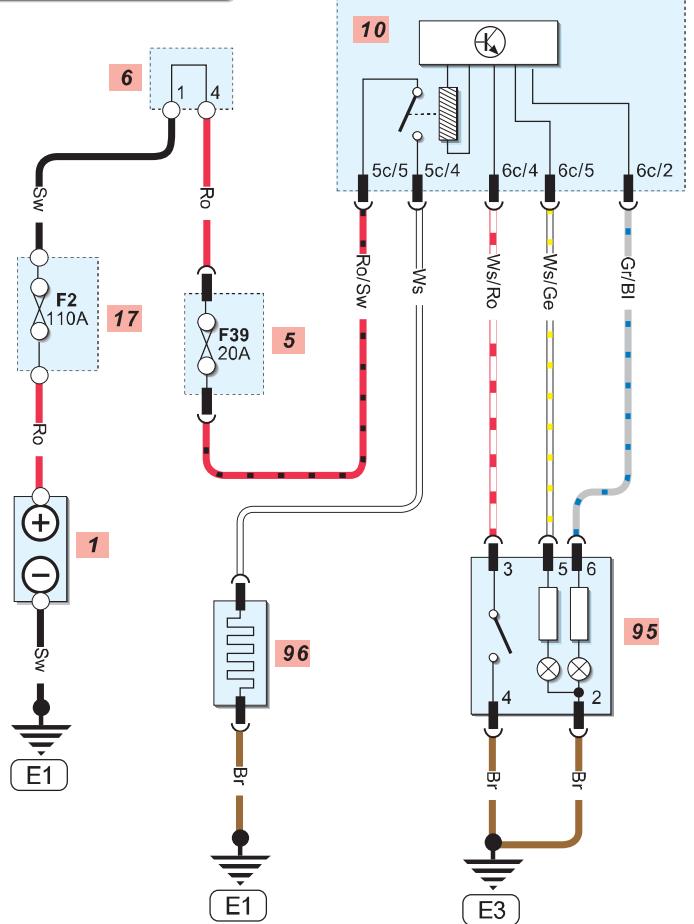 10
6
1 4
5c/5 5c/4 6c/4 6c/5 6c/2
Sw
Ro
Ro/Sw
Ws
Ws/Ro
Ws/Ge
Gr/Bl
F2
110A
17
F39
20A
5
Ro
+
1
−
3 5 6
95
Sw
96
4 2
E1
Br
Br
Br
E1
E3